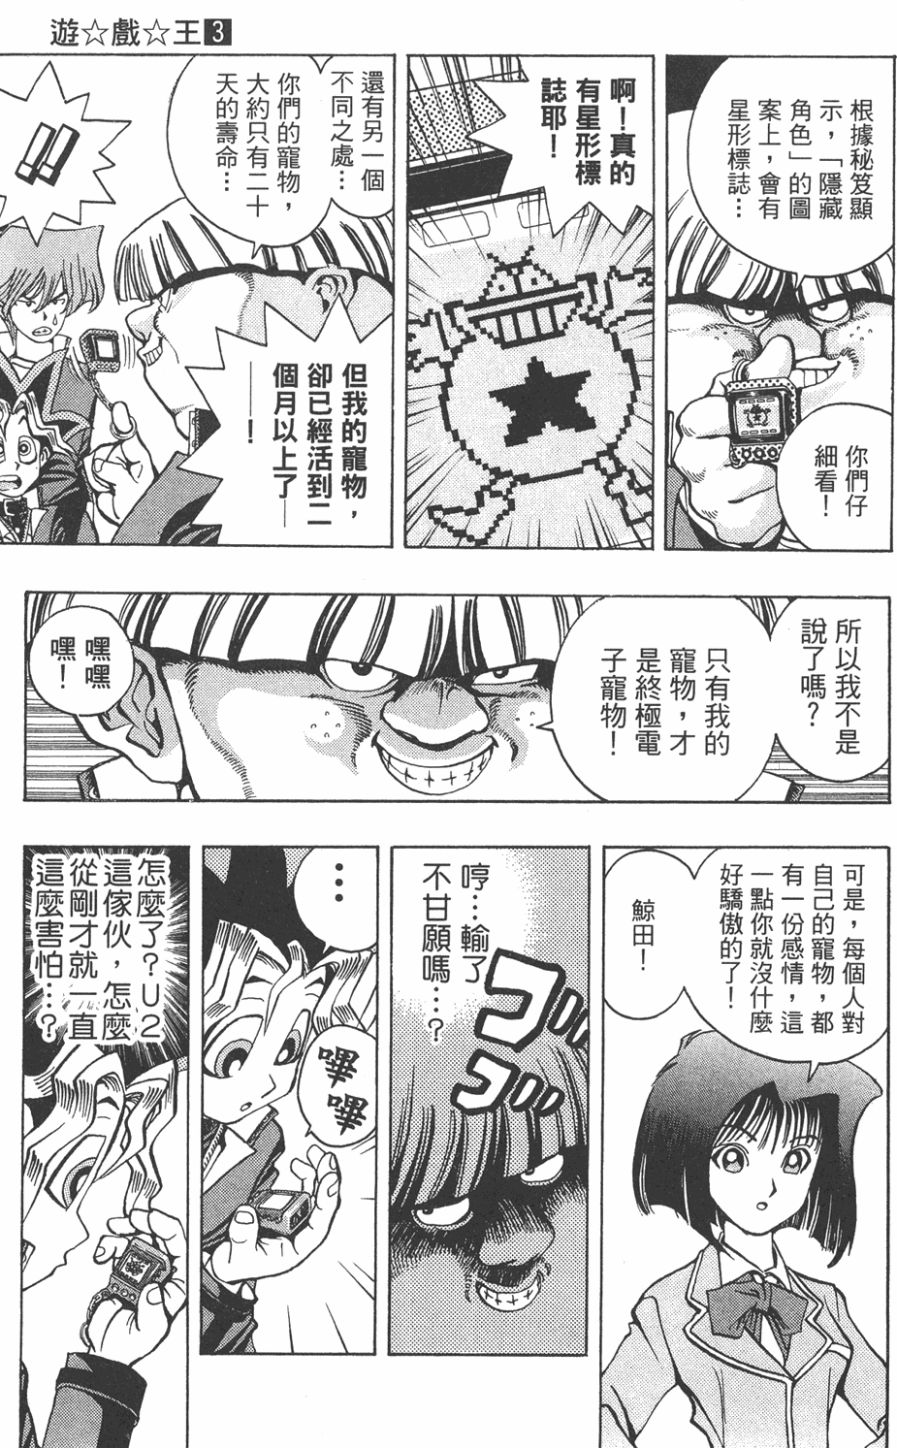 遊☆戲☆王3
根據秘笈顯
示，「隱藏
角色」的圖
案上，會有
星形標誌…
你們仔
細看！
啊！真的
有星形標
誌耶！
還有另一個
不同之處…
你們的寵物，
大約只有二十
天的壽命…
!!!
但我的寵物，
卻已經活到二
個月以上了——
——！
所以我不是
說了嗎？
只有我的
寵物，才
是終極電
子寵物！
嘿嘿
嘿！
可是，每個人對
自己的寵物，都
有一份感情，這
一點你就沒什麼
好驕傲的了！
鯨田！
哼…輸了
不甘願嗎…？
ゴゴ
…
嗶嗶
怎麼了？U2
這傢伙，怎麼
從剛才就一直
這麼害怕…？